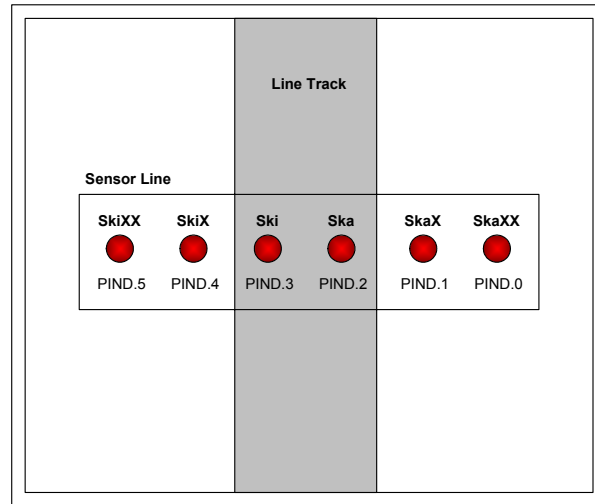 Line Track
Sensor Line
SkiXX SkiX Ski Ska SkaX SkaXX
PIND.5 PIND.4 PIND.3 PIND.2 PIND.1 PIND.0